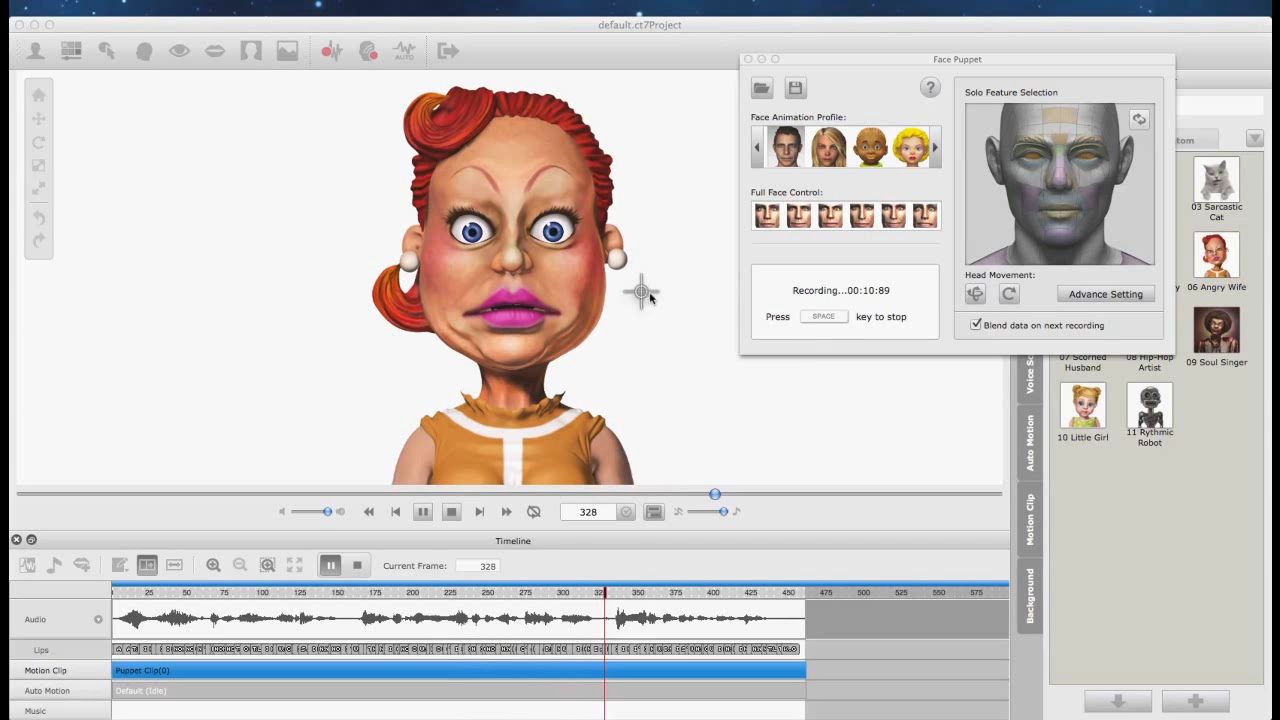 default.ct7Project
Face Puppet
Solo Feature Selection
Face Animation Profile:
Full Face Control:
Recording...00:10:89
Press SPACE key to stop
Head Movement:
Advance Setting
Blend data on next recording
AUTO
tom
03 Sarcastic
Cat
06 Angry Wife
07 Scorned
Husband
08 Hip-Hop
Artist
09 Soul Singer
10 Little Girl
11 Rythmic
Robot
Voice Sc
Auto Motion
Motion Clip
Background
328
Timeline
Current Frame: 328
25 50 75 100 125 150 175 200 225 250 275 300 32 350 375 400 425 450 475 500 525 550 575
Audio
Lips
Motion Clip
Puppet Clip(0)
Auto Motion
Default (Idle)
Music